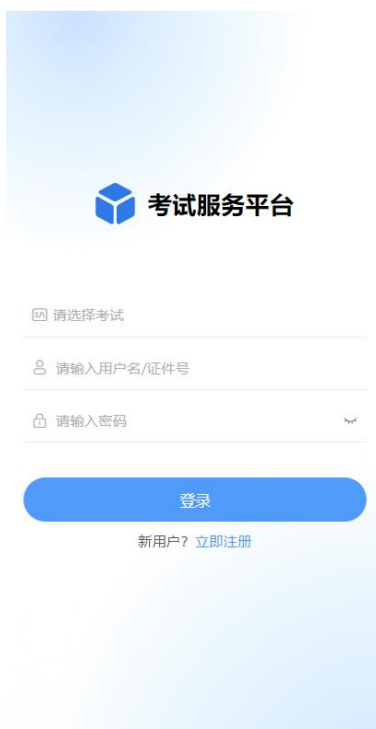 考试服务平台
请选择考试
请输入用户名/证件号
请输入密码
登录
新用户？立即注册